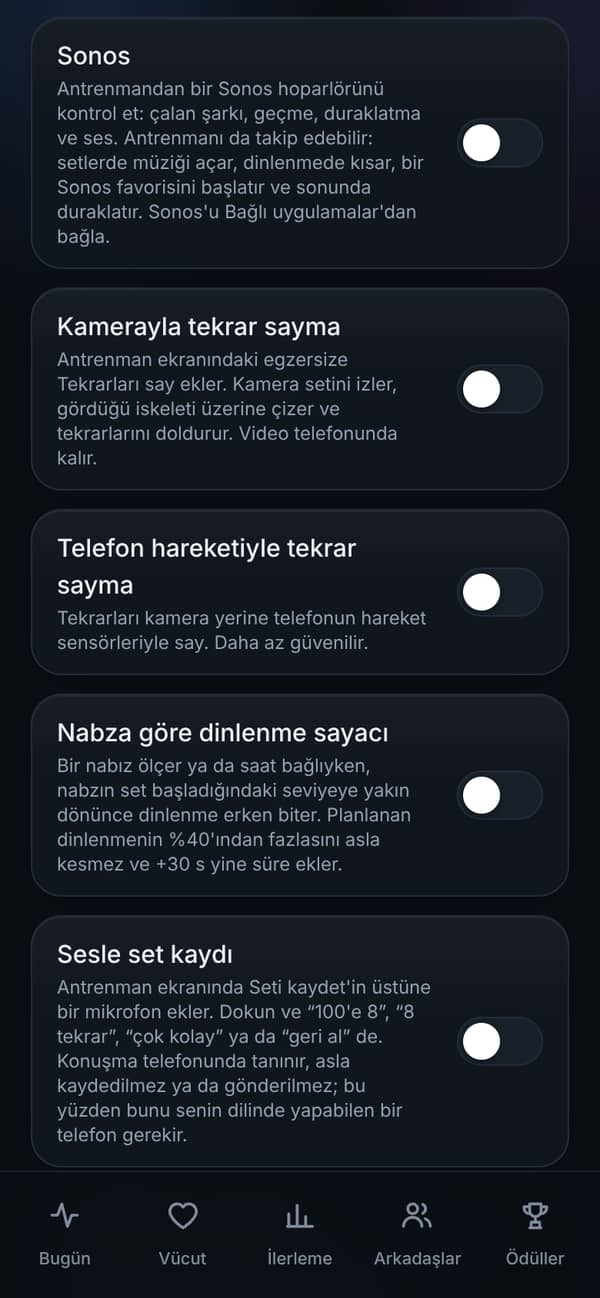 Sonos
Antrenmandan bir Sonos hoparlörünü
kontrol et: çalan şarkı, geçme, duraklatma
ve ses. Antrenmanı da takip edebilir:
setlerde müziği açar, dinlenmede kısar, bir
Sonos favorisini başlatır ve sonunda
duraklatır. Sonos'u Bağlı uygulamalar'dan
bağla.
Kamerayla tekrar sayma
Antrenman ekranındaki egzersize
Tekrarları say ekler. Kamera setini izler,
gördüğü iskeleti üzerine çizer ve
tekrarlarını doldurur. Video telefonunda
kalır.
Telefon hareketiyle tekrar
sayma
Tekrarları kamera yerine telefonun hareket
sensörleriyle say. Daha az güvenilir.
Nabza göre dinlenme sayacı
Bir nabız ölçer ya da saat bağlıyken,
nabzın set başladığındaki seviyeye yakın
dönünce dinlenme erken biter. Planlanan
dinlenmenin %40'ından fazlasını asla
kesmez ve +30 s yine süre ekler.
Sesle set kaydı
Antrenman ekranında Seti kaydet'in üstüne
bir mikrofon ekler. Dokun ve “100'e 8”, “8
tekrar”, “çok kolay” ya da “geri al” de.
Konuşma telefonunda tanınır, asla
kaydedilmez ya da gönderilmez; bu
yüzden bunu senin dilinde yapabilen bir
telefon gerekir.
Bugün
Vücut
İlerleme
Arkadaşlar
Ödüller